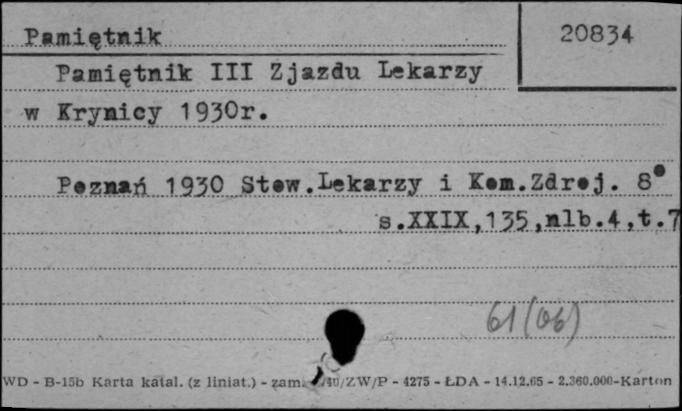 Pamiętnik
20834
Pamiętnik III Zjazdu Lekarzy
w Krynicy 1930r.
Poznań 1930 Stow.Lekarzy i Kom.Zdroj. 8°
s.XXIX,135,nlb.4,t.7
61(06)
WD - B-15b Karta katal. (z liniat.) - zam. /40/ZW/P - 4275 - ŁDA - 14.12.65 - 2.360.000-Karton